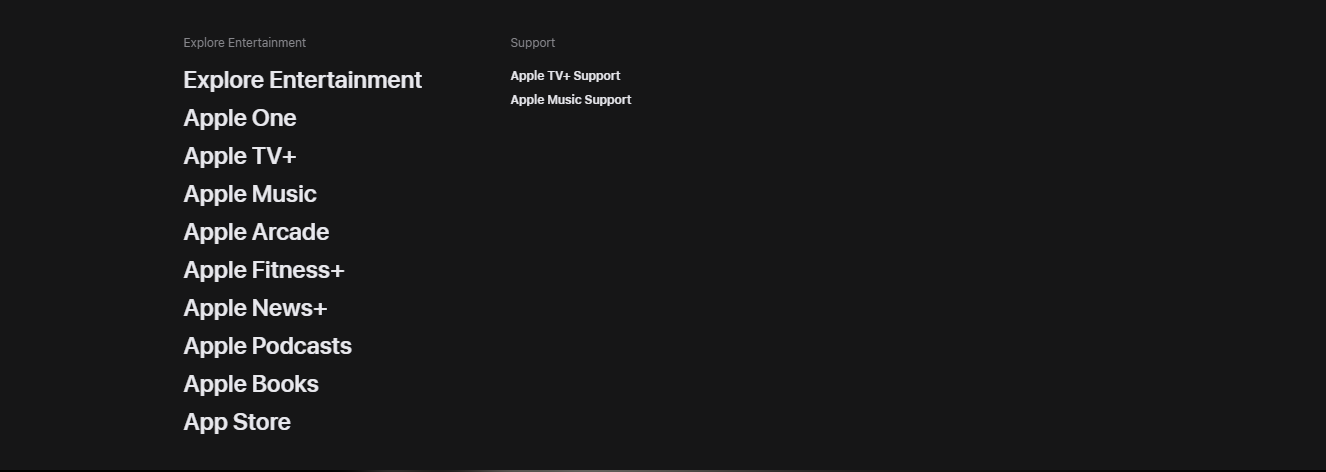 Explore Entertainment
Explore Entertainment
Apple One
Apple TV+
Apple Music
Apple Arcade
Apple Fitness+
Apple News+
Apple Podcasts
Apple Books
App Store
Support
Apple TV+ Support
Apple Music Support